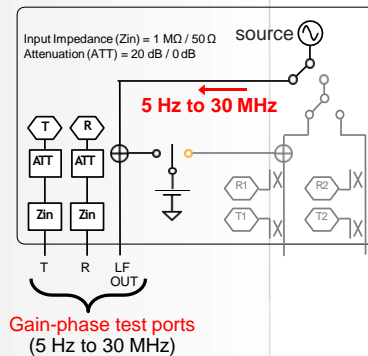 Input Impedance (Zin) = 1 MΩ / 50 Ω
Attenuation (ATT) = 20 dB / 0 dB
source
5 Hz to 30 MHz
T
R
ATT
ATT
R1
R2
Zin
Zin
T1
T2
T
R
LF
OUT
Gain-phase test ports
(5 Hz to 30 MHz)